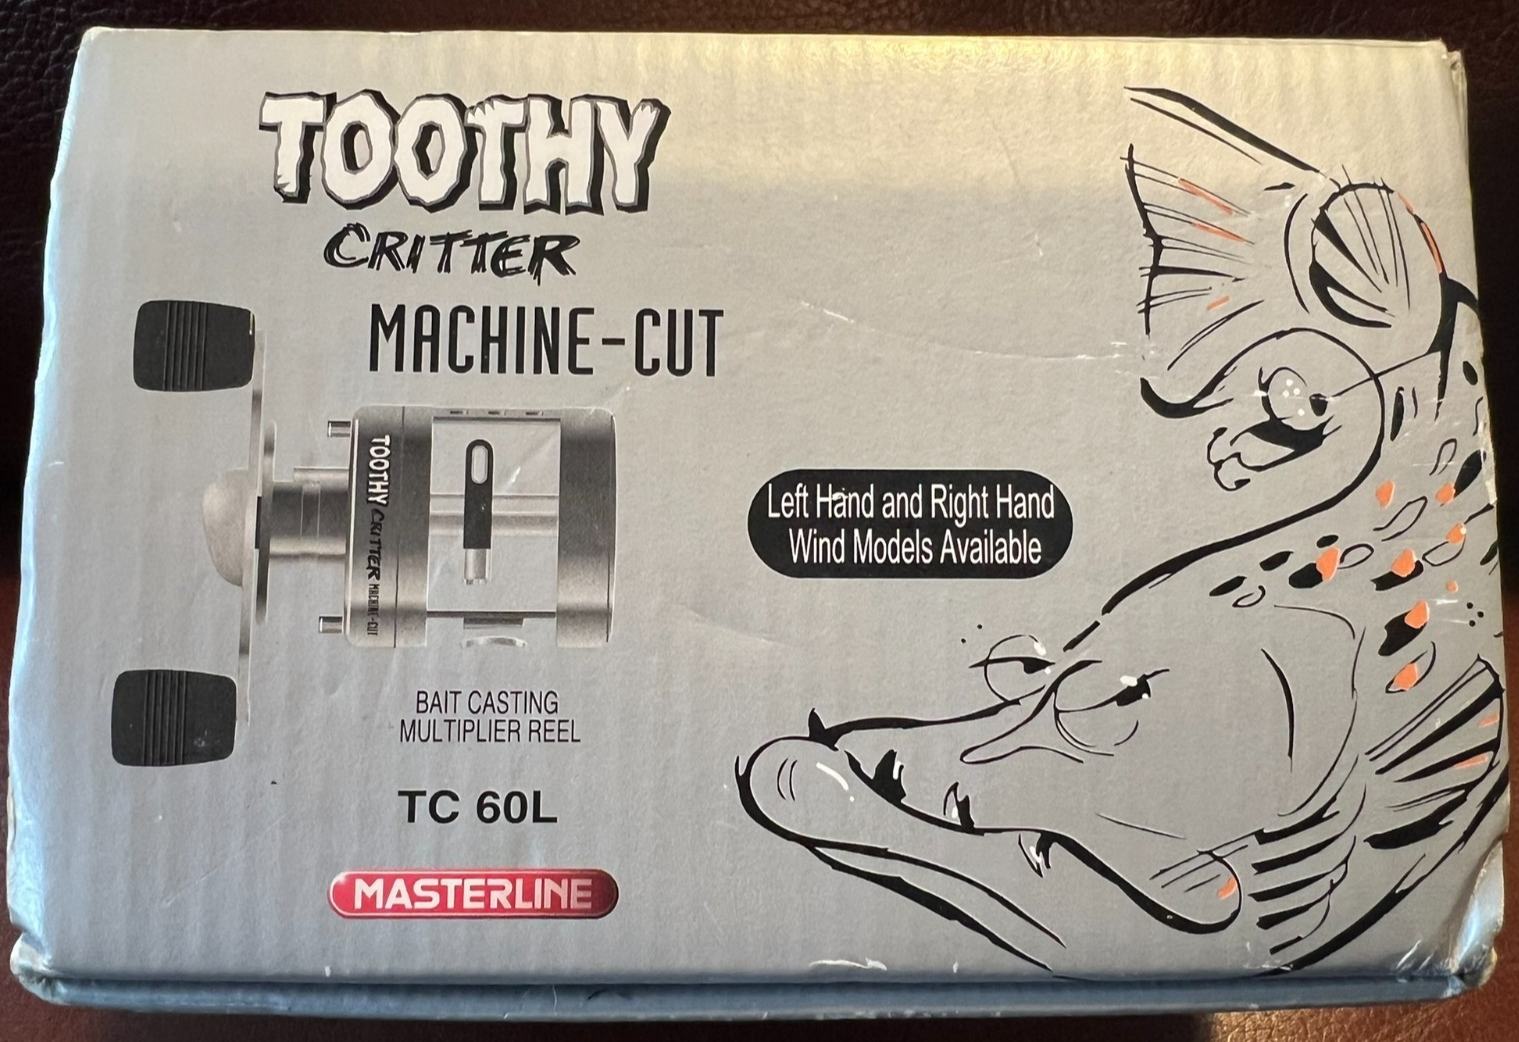 TOOTHY
CRITTER
MACHINE-CUT
TOOTHY CRITTER MACHINE-CUT
Left Hand and Right Hand
Wind Models Available
BAIT CASTING
MULTIPLIER REEL
TC 60L
MASTERLINE